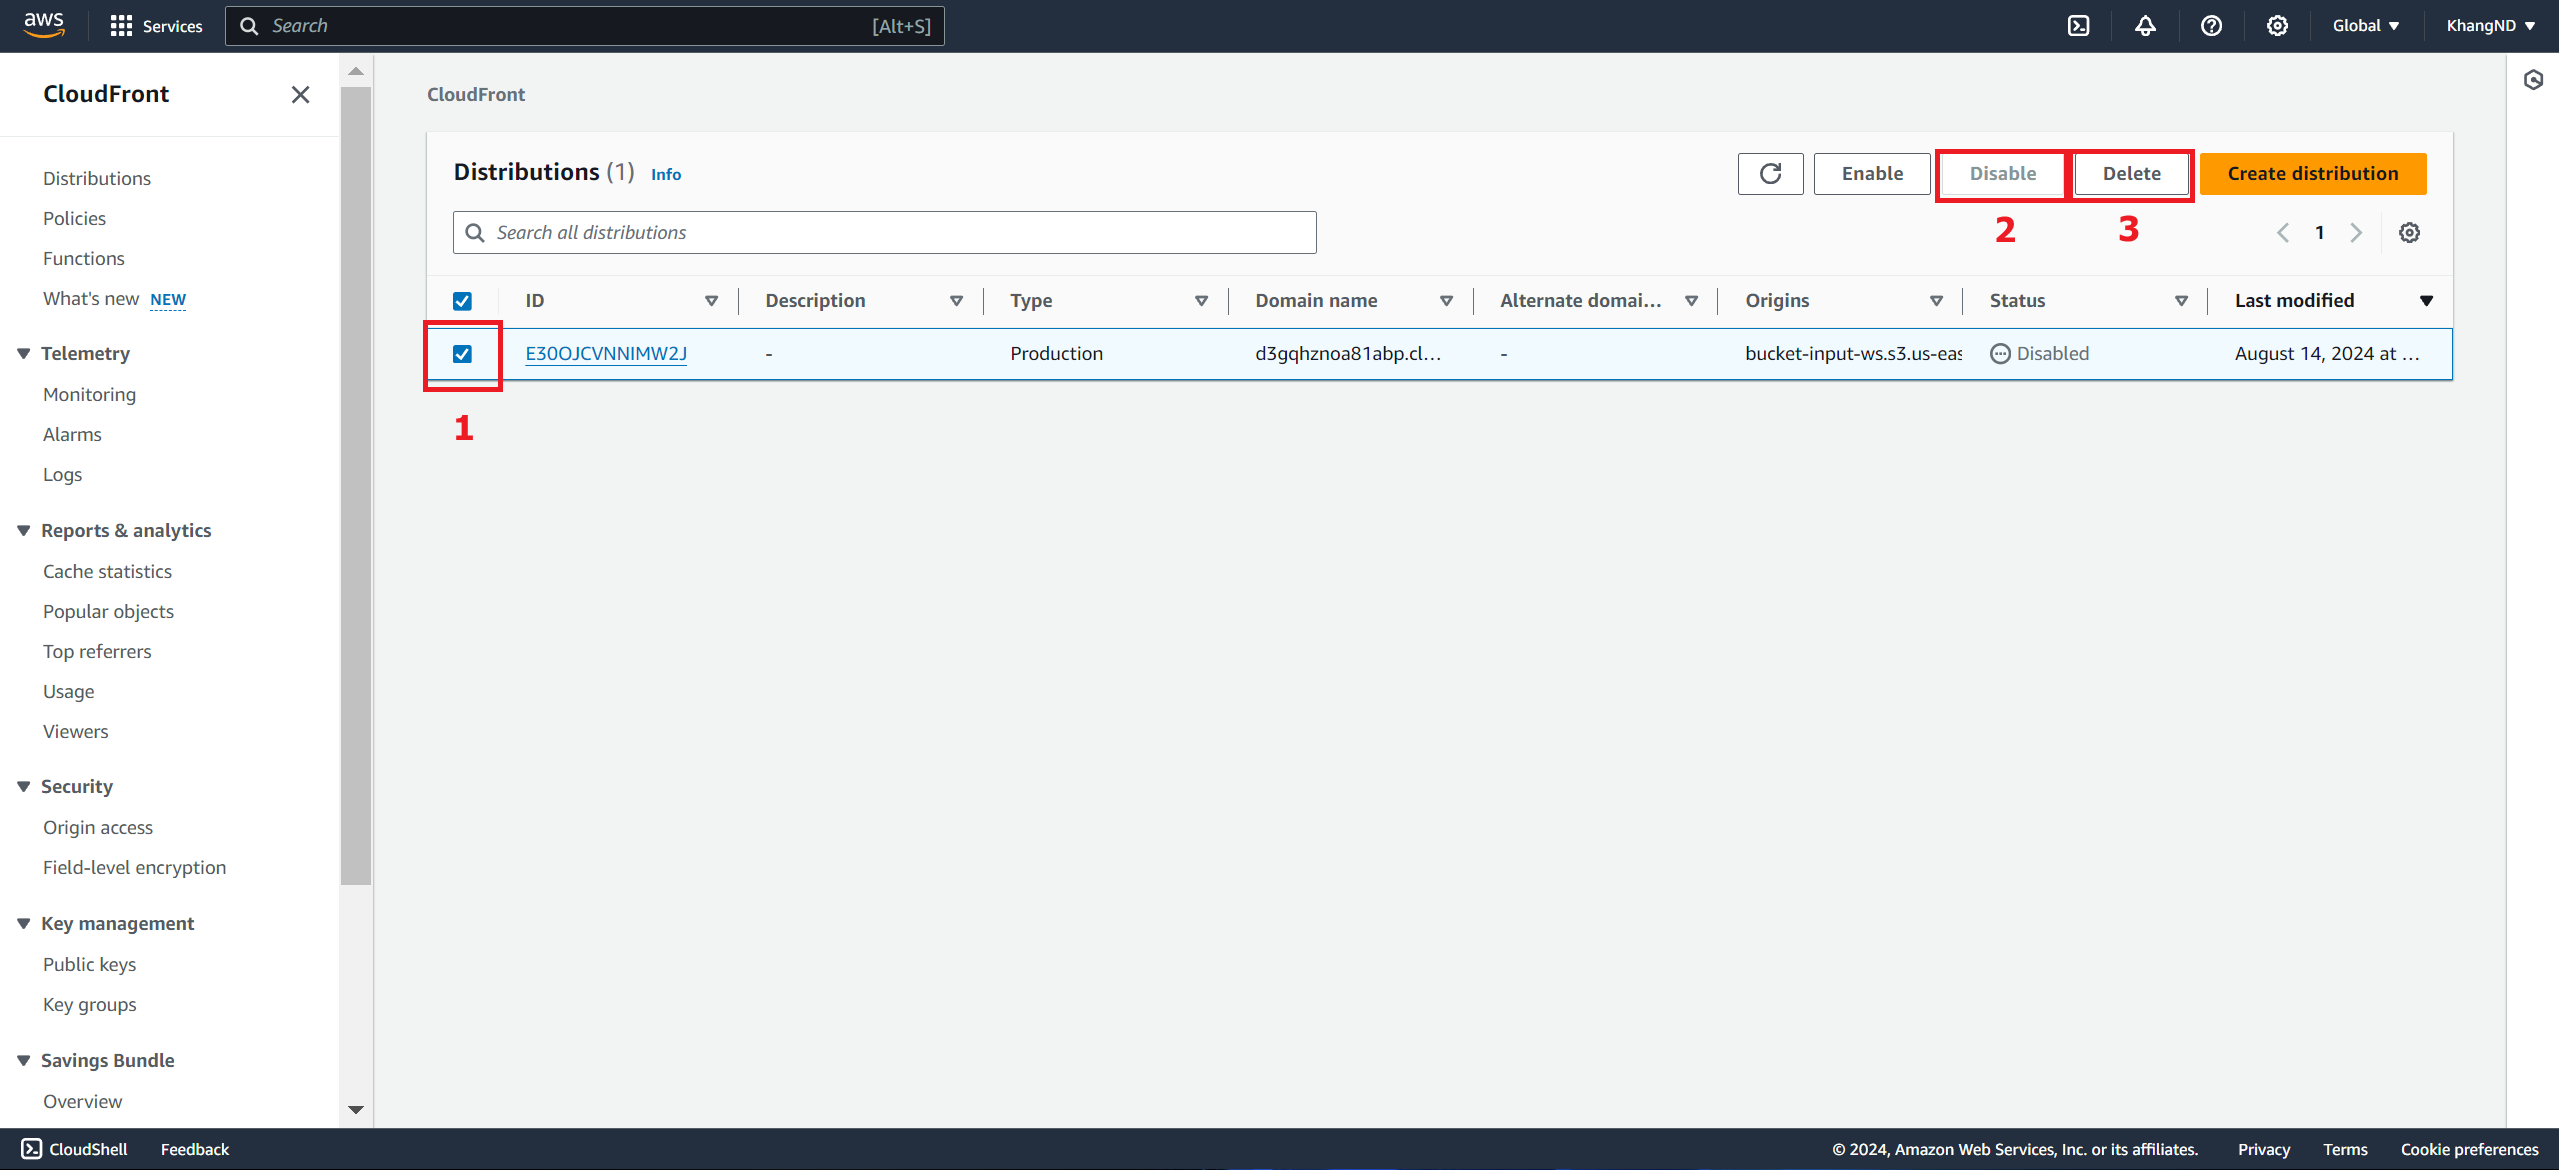 aws Services Search [Alt+S] Global KhangND
CloudFront
Distributions
Policies
Functions
What's new NEW
Telemetry
Monitoring
Alarms
Logs
Reports & analytics
Cache statistics
Popular objects
Top referrers
Usage
Viewers
Security
Origin access
Field-level encryption
Key management
Public keys
Key groups
Savings Bundle
Overview
CloudFront
Distributions (1) Info
Enable Disable Delete Create distribution
2 3
Search all distributions
1
ID Description Type Domain name Alternate domai... Origins Status Last modified
E30OJCVNNIMW2J - Production d3gqhznoa81abp.cl... - bucket-input-ws.s3.us-eas Disabled August 14, 2024 at ...
1
CloudShell Feedback © 2024, Amazon Web Services, Inc. or its affiliates. Privacy Terms Cookie preferences